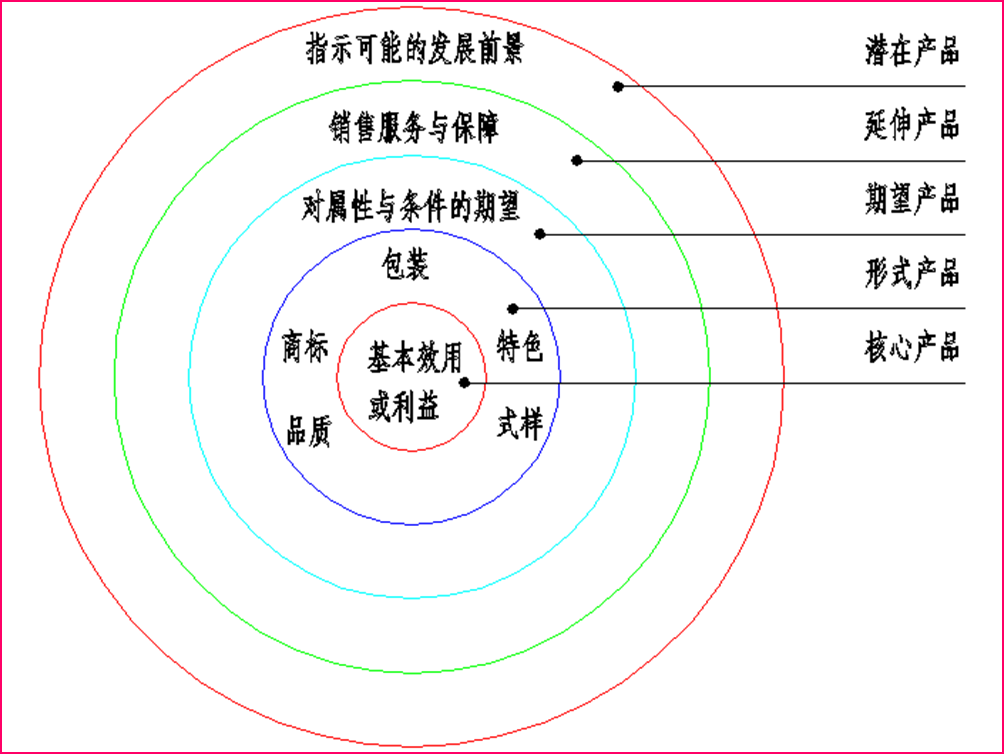 指示可能的发展前景
潜在产品
销售服务与保障
延伸产品
对属性与条件的期望
期望产品
包装
形式产品
商标
特色
核心产品
基本效用
或利益
品质
式样